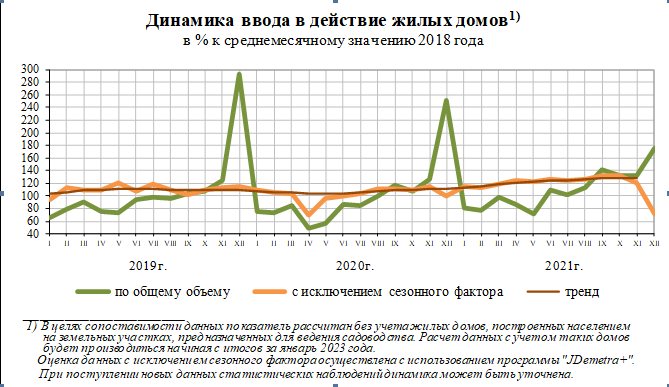 Динамика ввода в действие жилых домов1)
в % к среднемесячному значению 2018 года
300
280
260
240
220
200
180
160
140
120
100
80
60
40
I II III IV V VI VII VIII IX X XI XII I II III IV V VI VII VIII IX X XI XII I II III IV V VI VII VIII IX X XI XII
2019г. 2020г. 2021г.
по общему объему с исключением сезонного фактора тренд
1) В целях сопоставимости данных показатель рассчитан без учета жилых домов, построенных населением
на земельных участках, предназначенных для ведения садоводства. Расчет данных с учетом таких домов
будет производиться начиная с итогов за январь 2023 года.
Оценка данных с исключением сезонного фактора осуществлена с использованием программы "JDemetra+".
При поступлении новых данных статистических наблюдений динамика может быть уточнена.